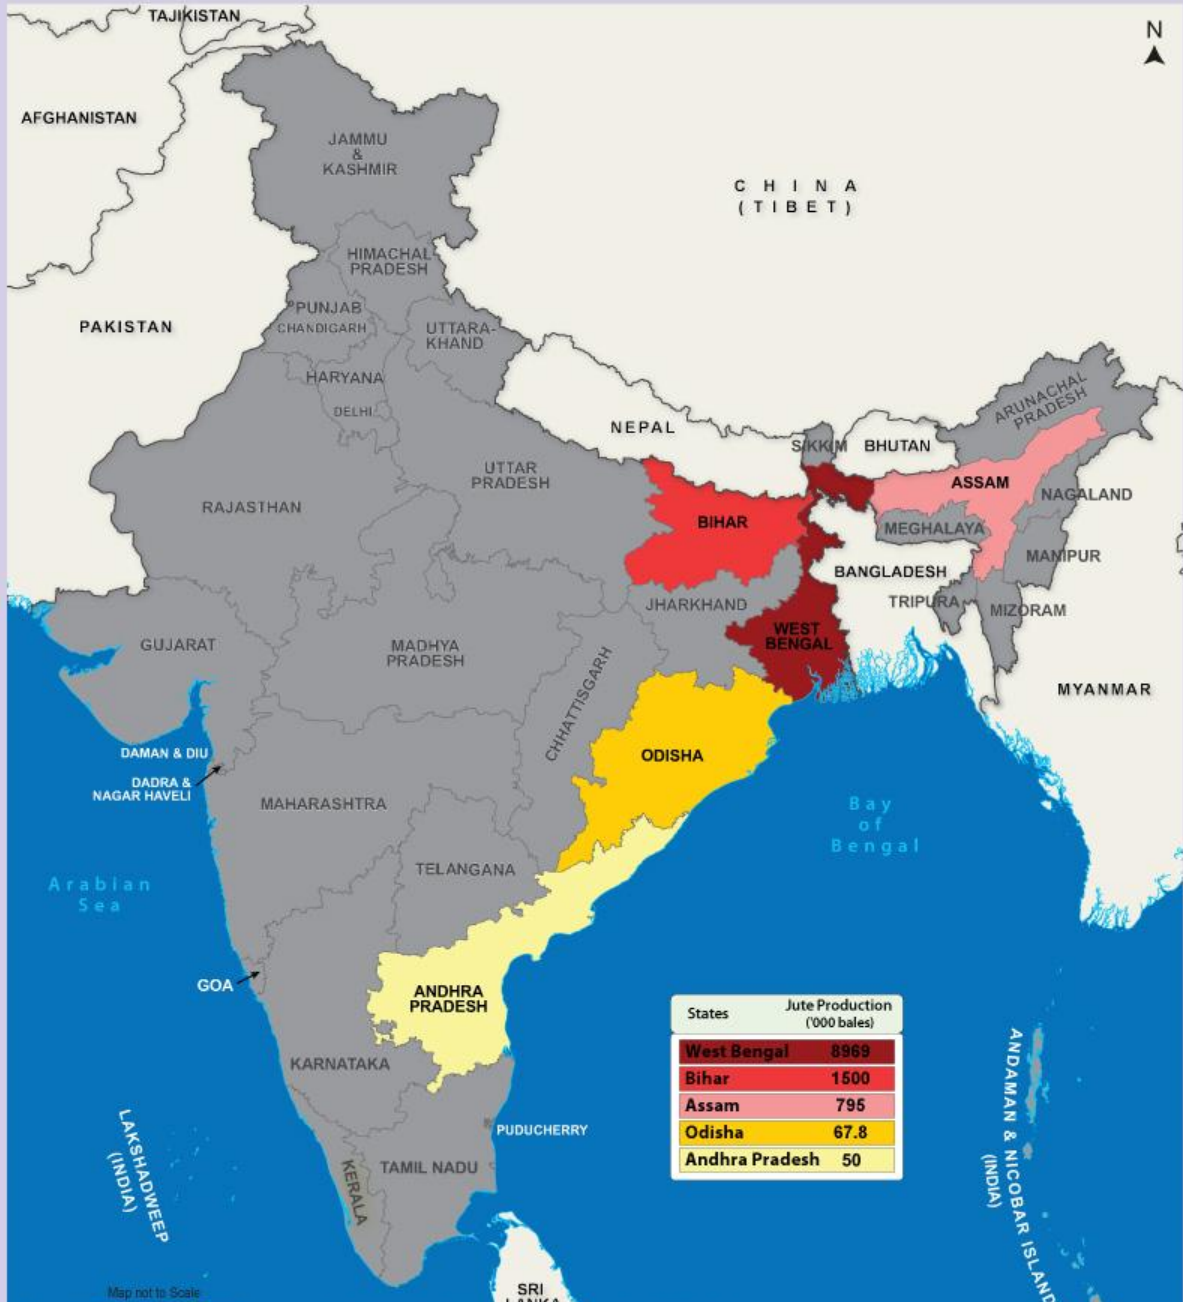 TAJIKISTAN
N
AFGHANISTAN
JAMMU
&
KASHMIR
C H I N A
( T I B E T )
HIMACHAL
PRADESH
PUNJAB
CHANDIGARH
UTTARA-
KHAND
PAKISTAN
HARYANA
DELHI
ARUNACHAL
PRADESH
NEPAL
SIKKIM
BHUTAN
UTTAR
PRADESH
ASSAM
NAGALAND
RAJASTHAN
BIHAR
MEGHALAYA
MANIPUR
BANGLADESH
JHARKHAND
TRIPURA
MIZORAM
GUJARAT
MADHYA
PRADESH
WEST
BENGAL
CHHATTISGARH
MYANMAR
DAMAN & DIU
ODISHA
DADRA &
NAGAR HAVELI
MAHARASHTRA
Bay
of
Bengal
TELANGANA
Arabian
Sea
GOA
ANDHRA
PRADESH
States Jute Production
('000 bales)
West Bengal 8969
Bihar 1500
Assam 795
Odisha 67.8
Andhra Pradesh 50
KARNATAKA
ANDAMAN & NICOBAR ISLAND
(INDIA)
LAKSHADWEEP
(INDIA)
PUDUCHERRY
KERALA
TAMIL NADU
Map not to Scale
SRI
LANKA